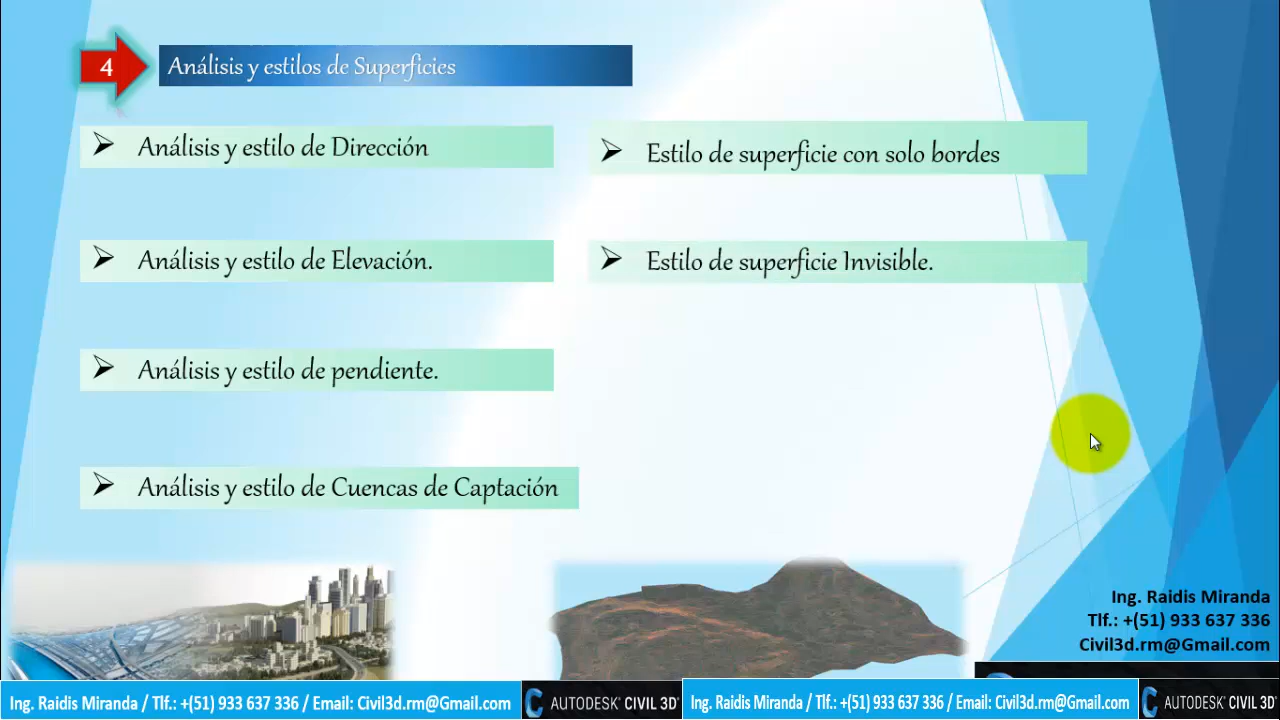 4
Análisis y estilos de Superficies
Análisis y estilo de Dirección
Análisis y estilo de Elevación.
Análisis y estilo de pendiente.
Análisis y estilo de Cuencas de Captación
Estilo de superficie con solo bordes
Estilo de superficie Invisible.
Ing. Raidis Miranda
Tlf.: +(51) 933 637 336
Civil3d.rm@Gmail.com
Ing. Raidis Miranda / Tlf.: +(51) 933 637 336 / Email: Civil3d.rm@Gmail.com
AUTODESK® CIVIL 3D®
Ing. Raidis Miranda / Tlf.: +(51) 933 637 336 / Email: Civil3d.rm@Gmail.com
AUTODESK® CIVIL 3D